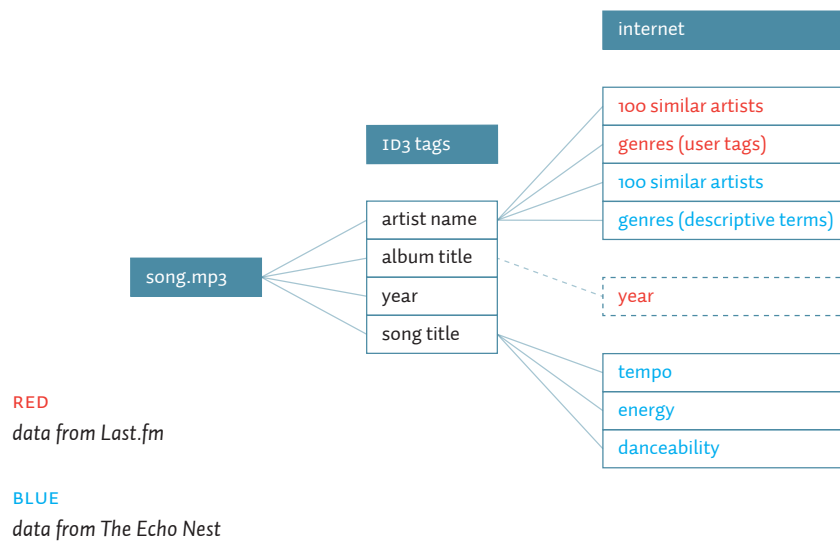 internet
100 similar artists
genres (user tags)
100 similar artists
genres (descriptive terms)
ID3 tags
artist name
album title
year
song title
song.mp3
year
tempo
energy
danceability
RED
data from Last.fm
BLUE
data from The Echo Nest